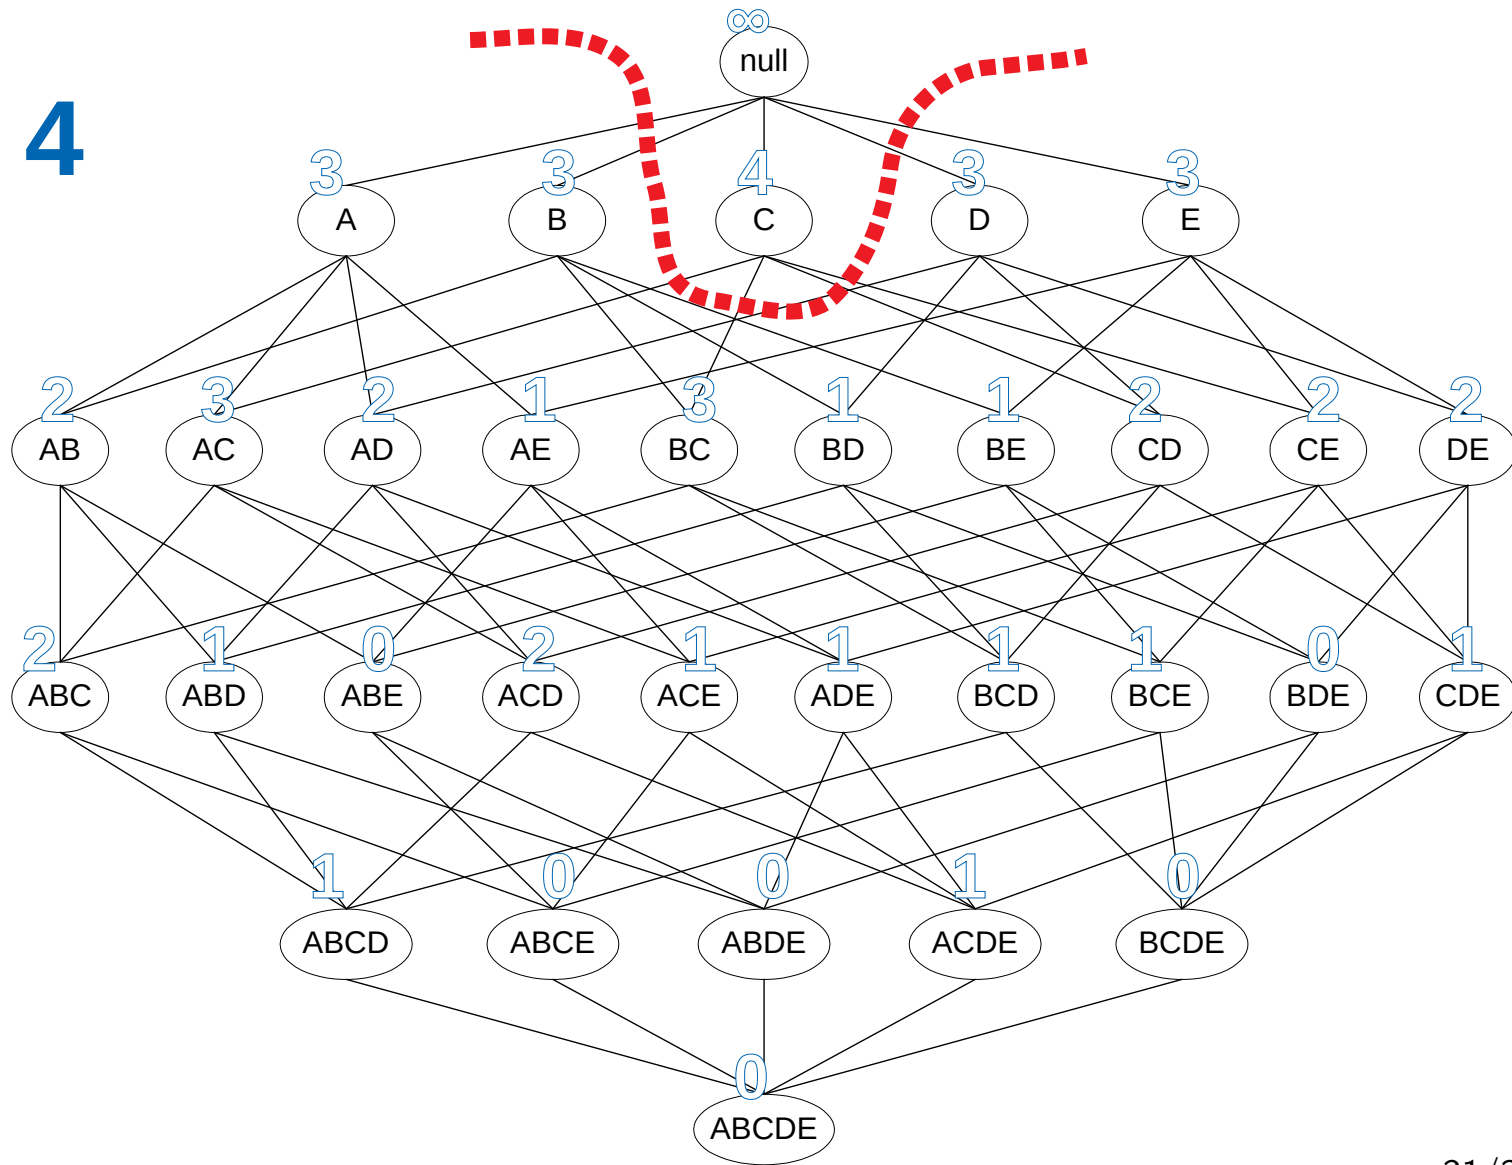 ∞
null
4
3 3 4 3 3
A B C D E
2 3 2 1 3 1 1 2 2 2
AB AC AD AE BC BD BE CD CE DE
2 1 0 2 1 1 1 1 0 1
ABC ABD ABE ACD ACE ADE BCD BCE BDE CDE
1 0 0 1 0
ABCD ABCE ABDE ACDE BCDE
0
ABCDE